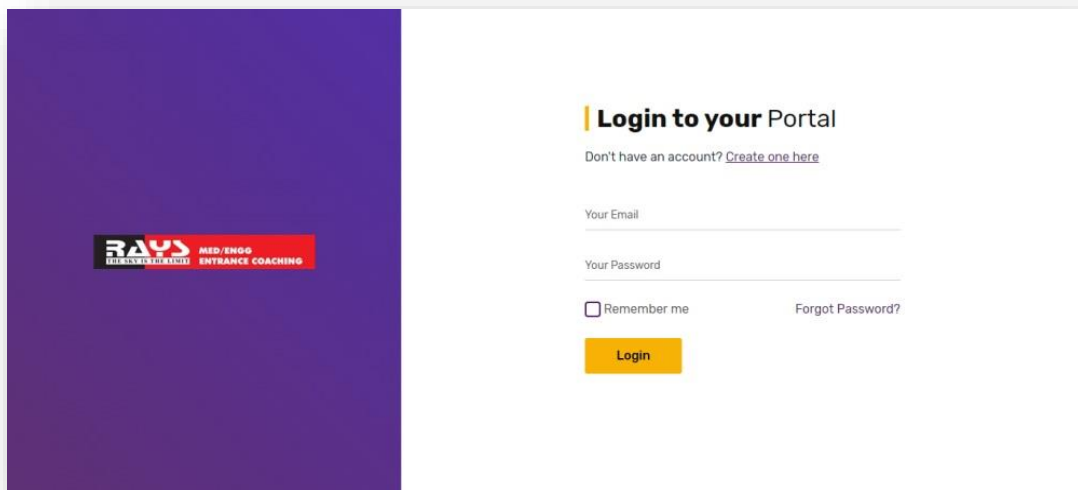 RAYS
THE SKY IS THE LIMIT
MED/ENGG
ENTRANCE COACHING
Login to your Portal
Don't have an account? Create one here
Your Email
Your Password
Remember me
Forgot Password?
Login